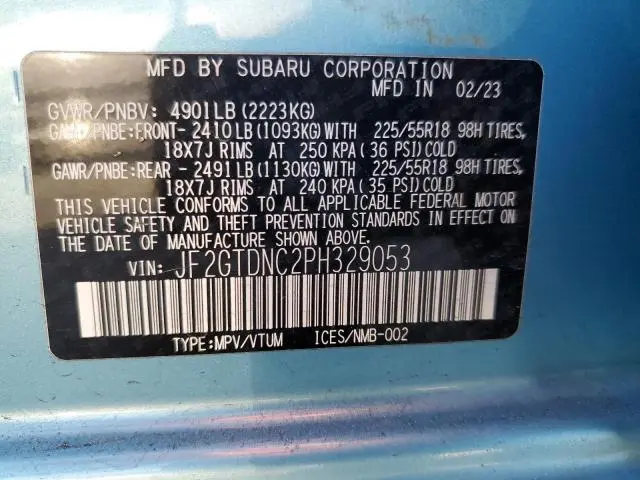 MFD BY SUBARU CORPORATION
MFD IN 02/23
GVWR/PNBV: 4901LB (2223KG)
GAWR/PNBE:FRONT- 2410LB(1093KG)WITH 225/55R18 98H TIRES,
18X7J RIMS AT 250 KPA (36 PSI) COLD
GAWR/PNBE:REAR - 2491LB(1130KG)WITH 225/55R18 98H TIRES,
18X7J RIMS AT 240 KPA (35 PSI) COLD
THIS VEHICLE CONFORMS TO ALL APPLICABLE FEDERAL MOTOR
VEHICLE SAFETY AND THEFT PREVENTION STANDARDS IN EFFECT ON
THE DATE OF MANUFACTURE SHOWN ABOVE.
VIN: JF2GTDNC2PH329053
TYPE:MPV/VTUM ICES/NMB-002